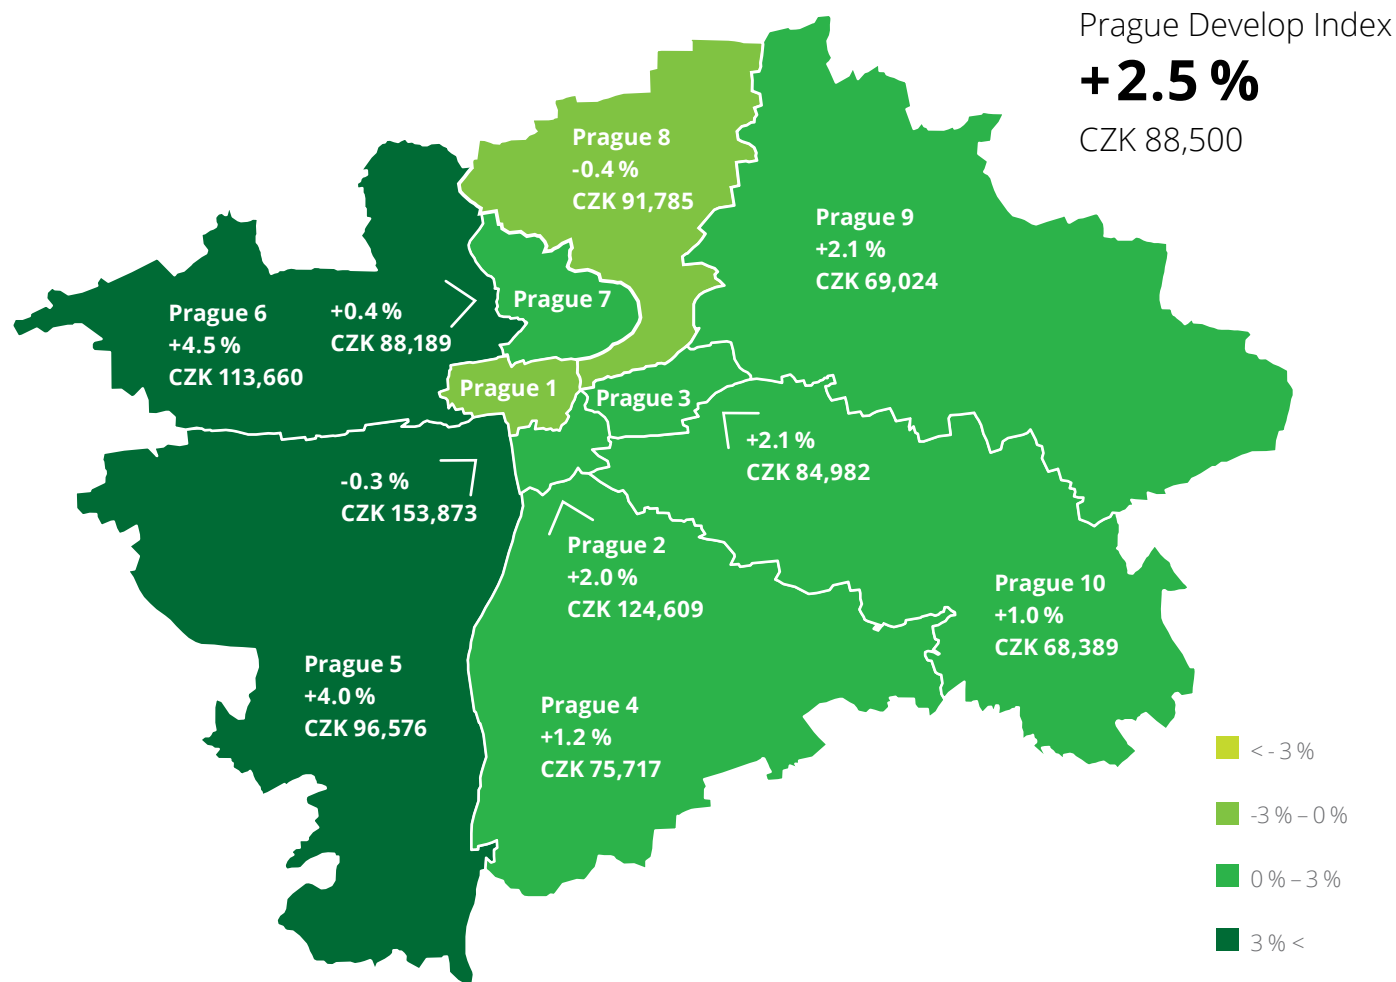 Prague Develop Index
+2.5 %
CZK 88,500
Prague 8
-0.4 %
CZK 91,785
Prague 9
+2.1 %
CZK 69,024
Prague 7
+0.4 %
CZK 88,189
Prague 6
+4.5 %
CZK 113,660
Prague 1
-0.3 %
CZK 153,873
Prague 3
+2.1 %
CZK 84,982
Prague 2
+2.0 %
CZK 124,609
Prague 10
+1.0 %
CZK 68,389
Prague 5
+4.0 %
CZK 96,576
Prague 4
+1.2 %
CZK 75,717
< - 3 %
-3 % – 0 %
0 % – 3 %
3 % <